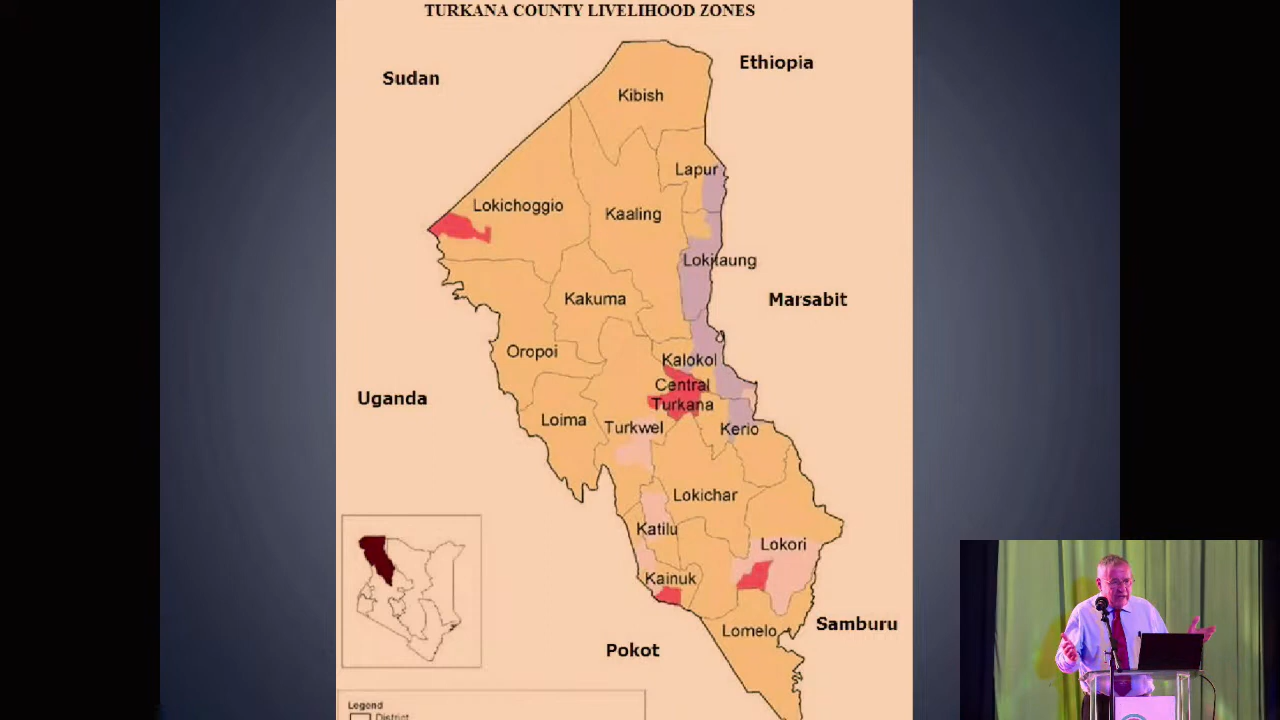 TURKANA COUNTY LIVELIHOOD ZONES
Ethiopia
Sudan
Kibish
Lapur
Lokichoggio
Kaaling
Lokitaung
Kakuma
Marsabit
Oropoi
Kalokol
Central
Turkana
Uganda
Loima
Turkwel
Kerio
Lokichar
Katilu
Lokori
Kainuk
Samburu
Lomelo
Pokot
Legend
District